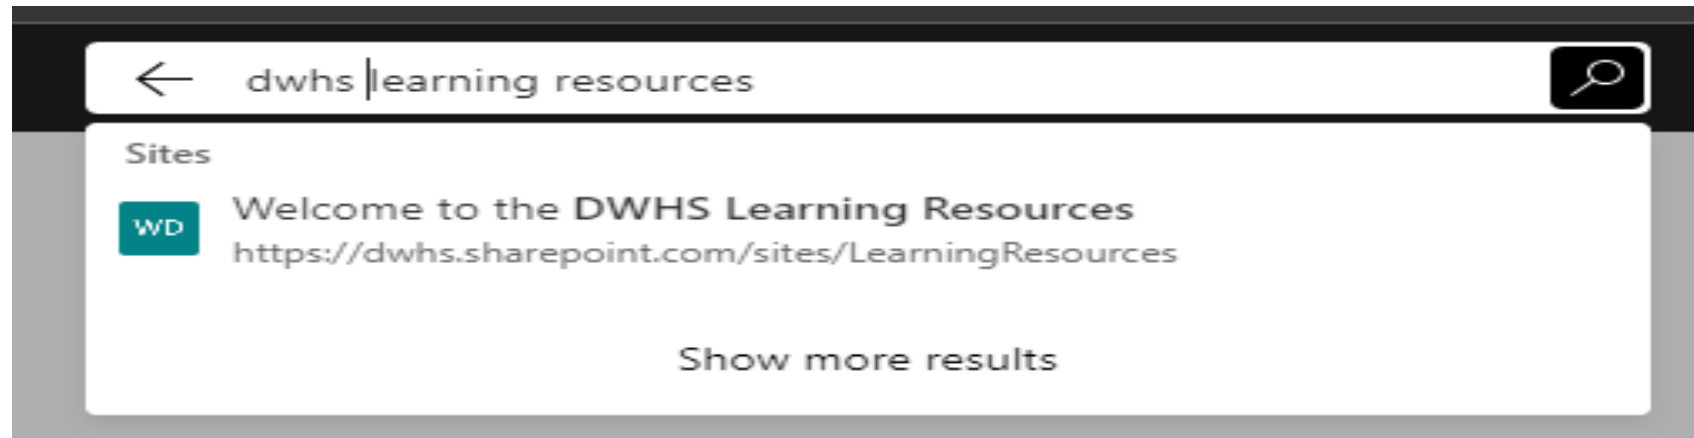 dwhs learning resources
Sites
WD
Welcome to the DWHS Learning Resources
https://dwhs.sharepoint.com/sites/LearningResources
Show more results